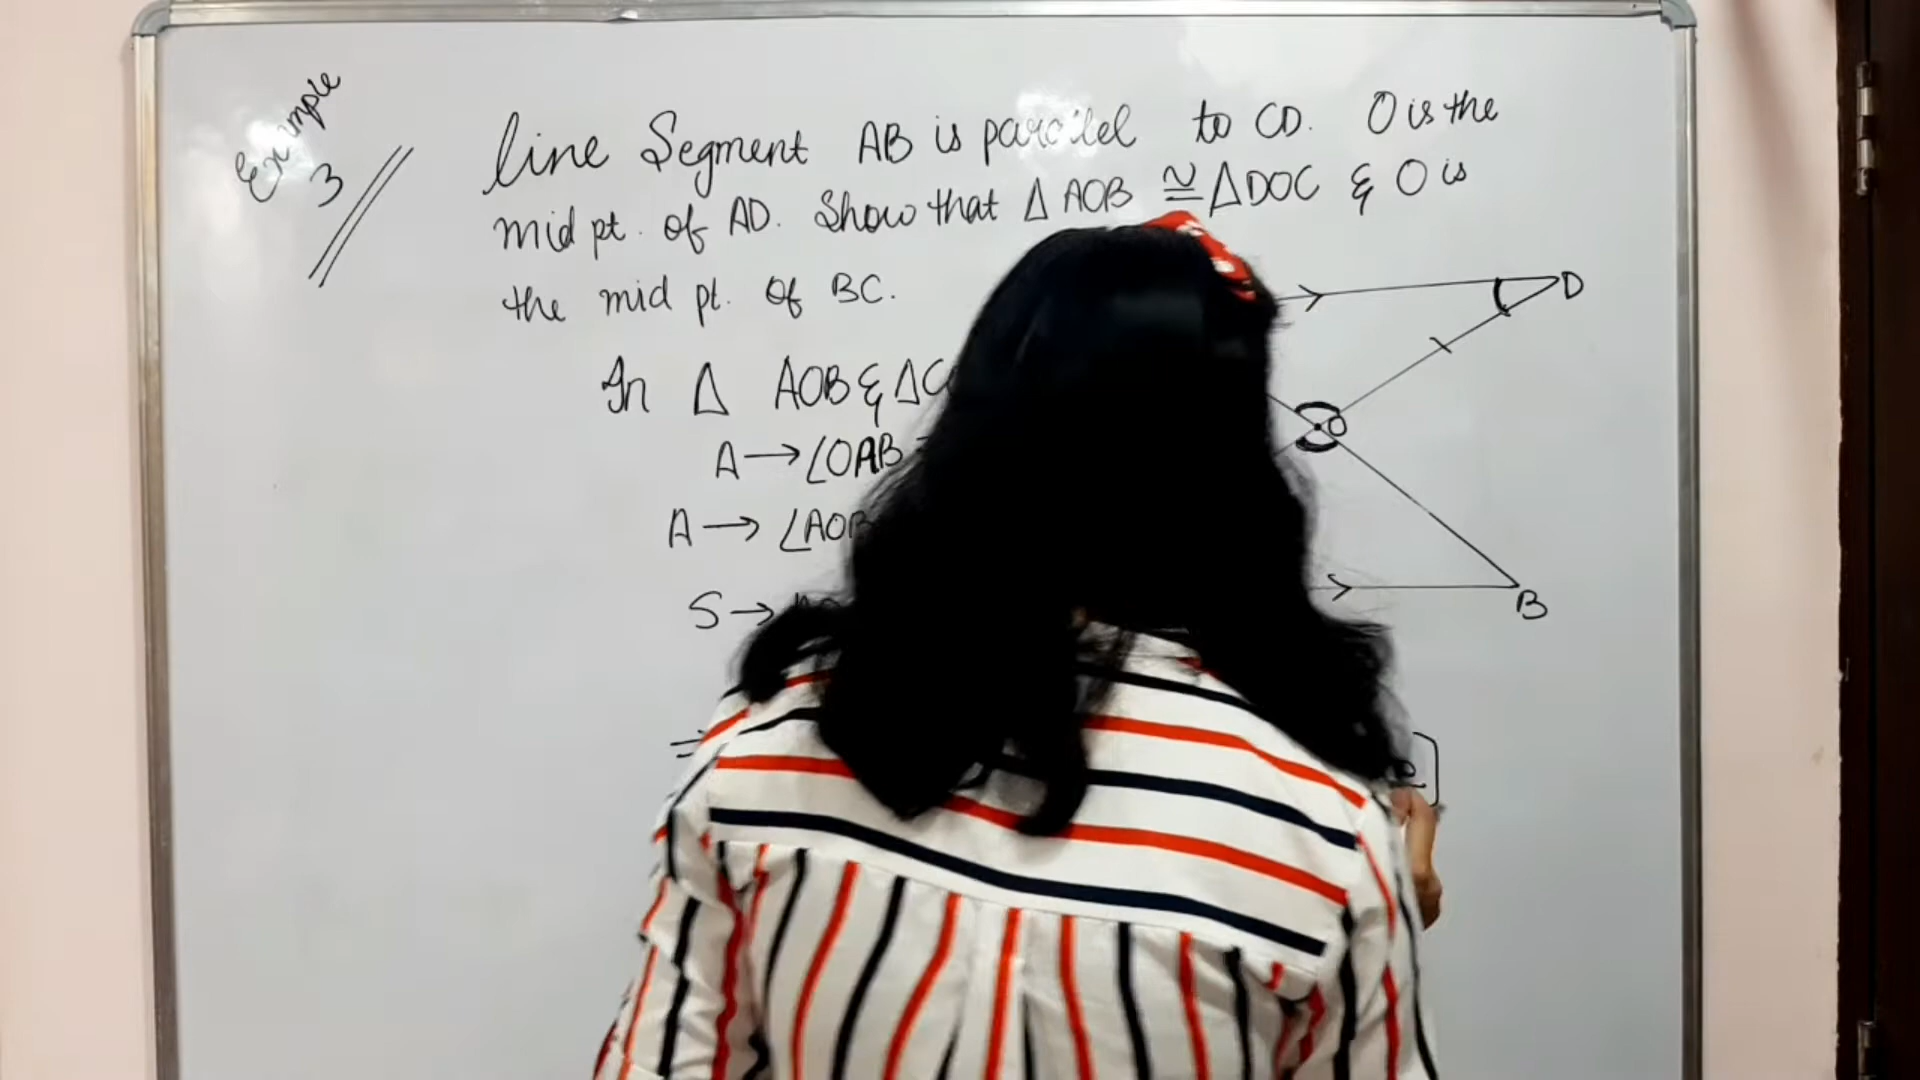 Example
3
line Segment AB is parallel to CD. O is the
mid pt. of AD. Show that Δ AOB ≅ ΔDOC & O is
the mid pt. of BC.
In Δ AOB & Δ
A → ∠OAB
A → ∠AOB
S →
D
O
B